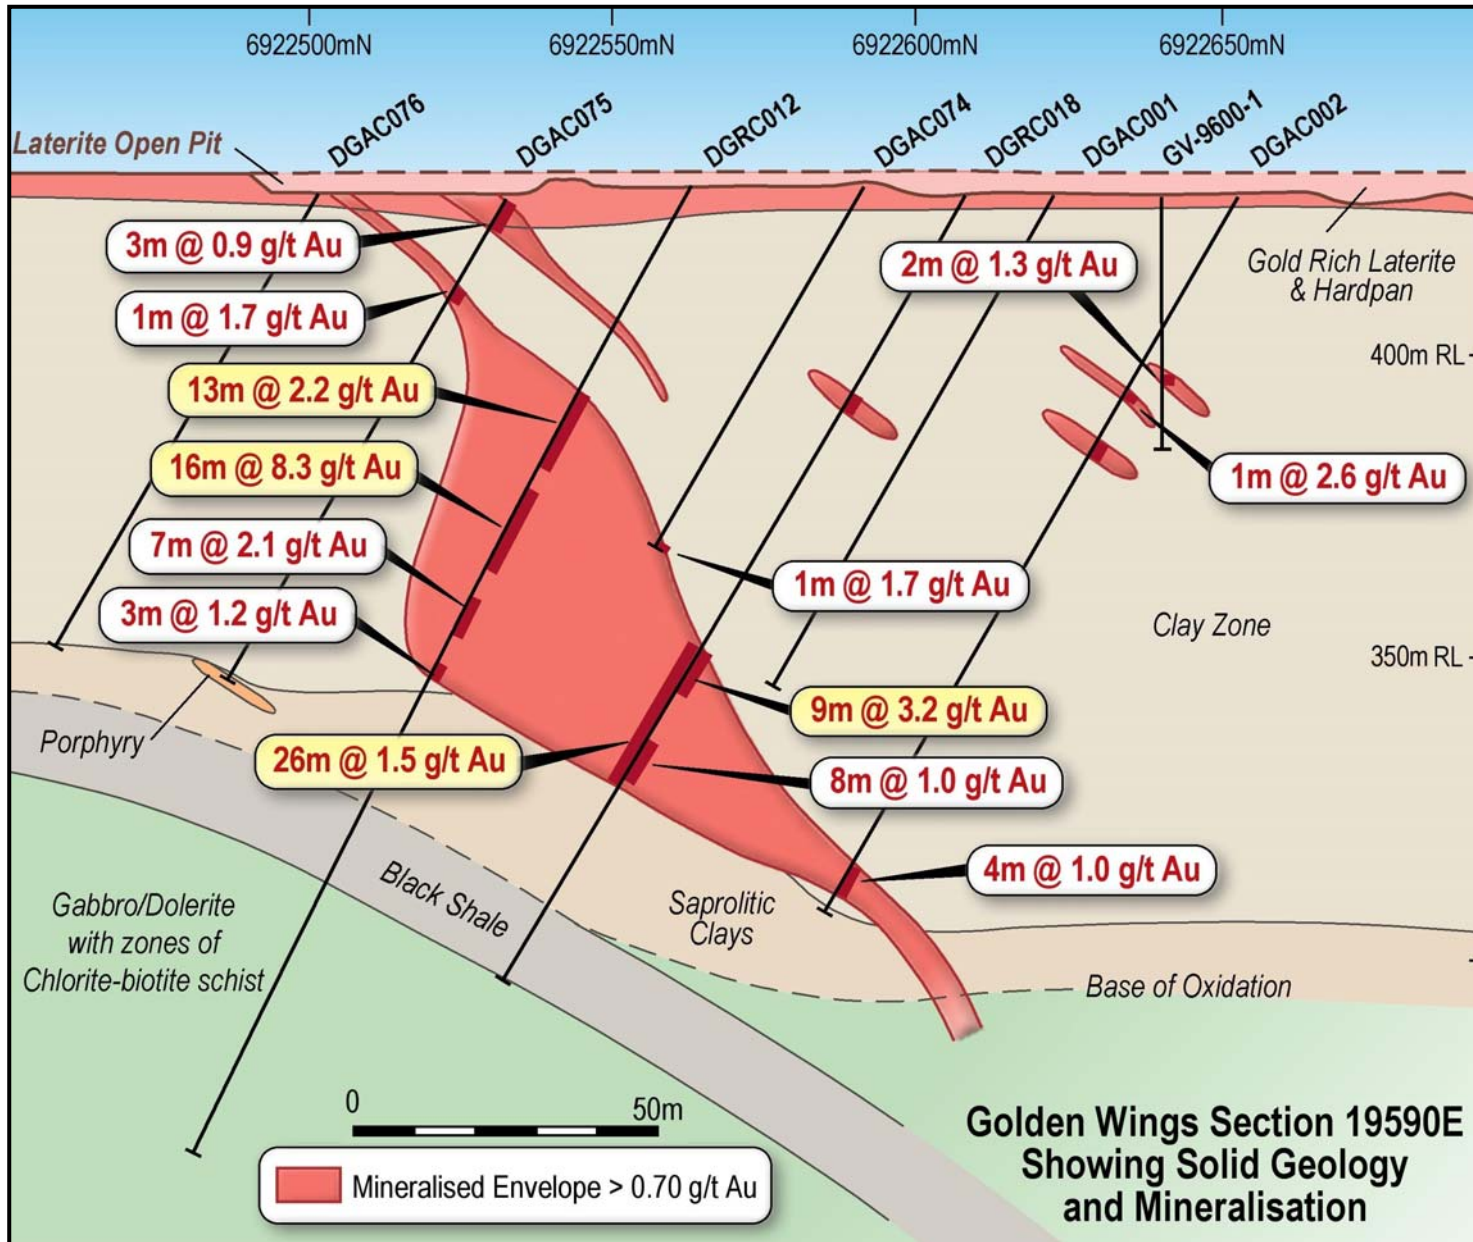 6922500mN
6922550mN
6922600mN
6922650mN
DGAC076
DGAC075
DGRC012
DGAC074
DGRC018
DGAC001
GV-9600-1
DGAC002
Laterite Open Pit
3m @ 0.9 g/t Au
2m @ 1.3 g/t Au
Gold Rich Laterite
& Hardpan
1m @ 1.7 g/t Au
400m RL
13m @ 2.2 g/t Au
16m @ 8.3 g/t Au
1m @ 2.6 g/t Au
7m @ 2.1 g/t Au
1m @ 1.7 g/t Au
3m @ 1.2 g/t Au
Clay Zone
350m RL
9m @ 3.2 g/t Au
Porphyry
26m @ 1.5 g/t Au
8m @ 1.0 g/t Au
4m @ 1.0 g/t Au
Black Shale
Gabbro/Dolerite
with zones of
Chlorite-biotite schist
Saprolitic
Clays
Base of Oxidation
0
50m
Mineralised Envelope > 0.70 g/t Au
Golden Wings Section 19590E
Showing Solid Geology
and Mineralisation